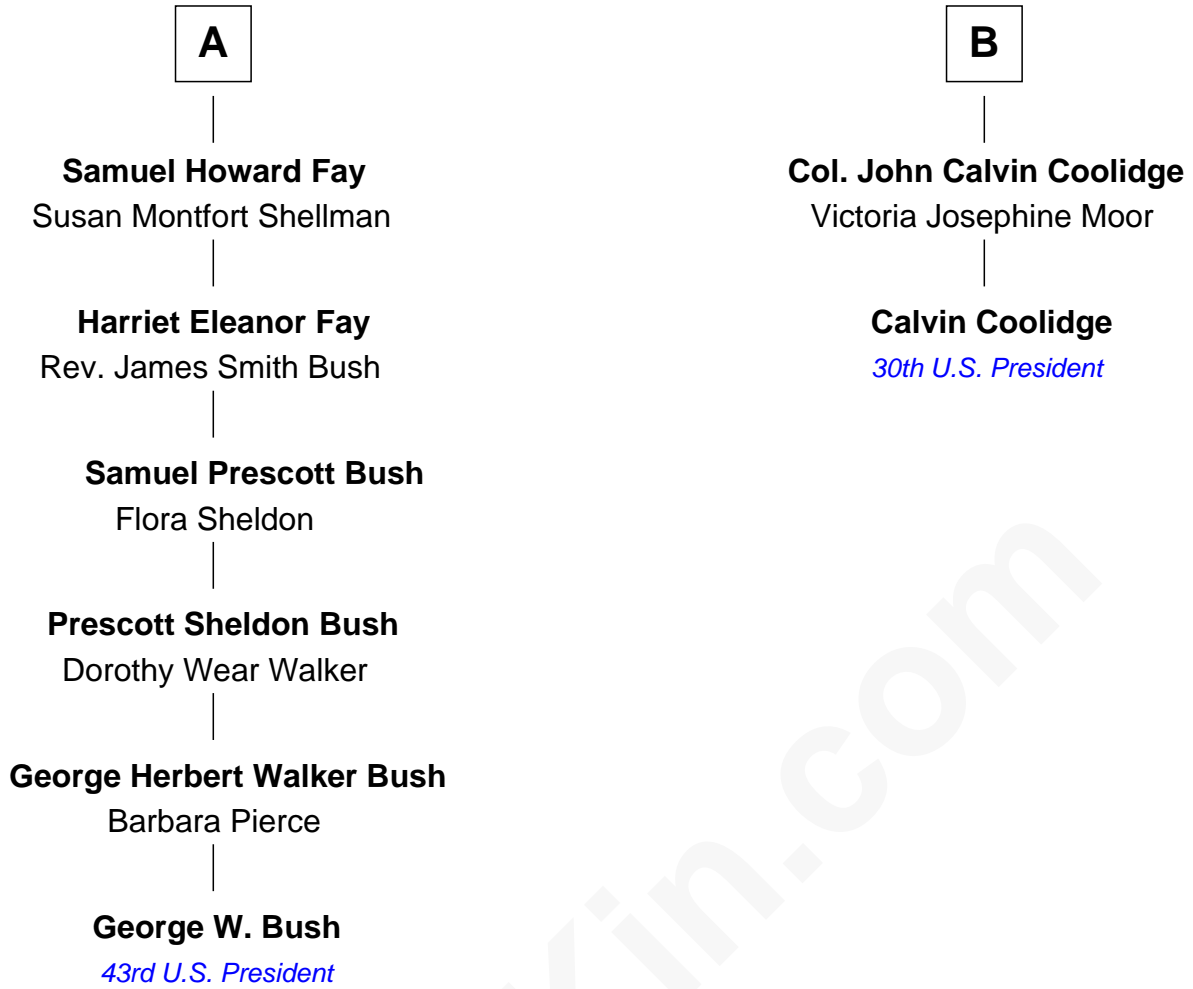 A
Samuel Howard Fay
Susan Montfort Shellman
Harriet Eleanor Fay
Rev. James Smith Bush
Samuel Prescott Bush
Flora Sheldon
Prescott Sheldon Bush
Dorothy Wear Walker
George Herbert Walker Bush
Barbara Pierce
George W. Bush
43rd U.S. President
B
Col. John Calvin Coolidge
Victoria Josephine Moor
Calvin Coolidge
30th U.S. President